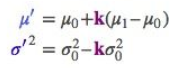 μ′ = μ₀+k(μ₁−μ₀)
σ′² = σ₀²−kσ₀²